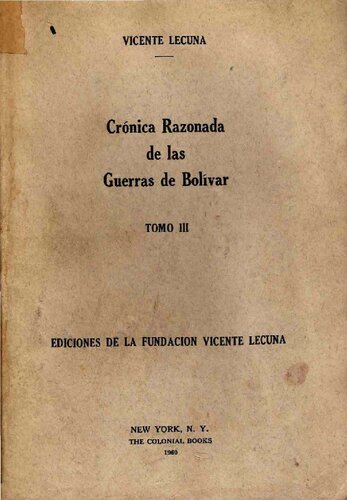 VICENTE LECUNA
Crónica Razonada
de las
Guerras de Bolívar
TOMO III
EDICIONES DE LA FUNDACION VICENTE LECUNA
NEW YORK, N. Y.
THE COLONIAL BOOKS
1960